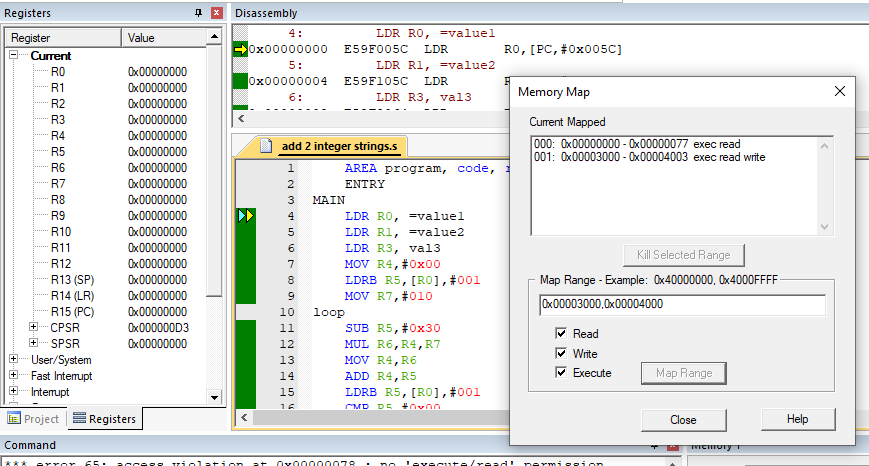 Registers
Register Value
Current
R0 0x00000000
R1 0x00000000
R2 0x00000000
R3 0x00000000
R4 0x00000000
R5 0x00000000
R6 0x00000000
R7 0x00000000
R8 0x00000000
R9 0x00000000
R10 0x00000000
R11 0x00000000
R12 0x00000000
R13 (SP) 0x00000000
R14 (LR) 0x00000000
R15 (PC) 0x00000000
CPSR 0x000000D3
SPSR 0x00000000
User/System
Fast Interrupt
Interrupt
Project Registers
Disassembly
4: LDR R0, =value1
0x00000000 E59F005C LDR R0,[PC,#0x005C]
5: LDR R1, =value2
0x00000004 E59F105C LDR
6: LDR R3, val3
add 2 integer strings.s
1 AREA program, code,
2 ENTRY
3 MAIN
4 LDR R0, =value1
5 LDR R1, =value2
6 LDR R3, val3
7 MOV R4,#0x00
8 LDRB R5,[R0],#001
9 MOV R7,#010
10 loop
11 SUB R5,#0x30
12 MUL R6,R4,R7
13 MOV R4,R6
14 ADD R4,R5
15 LDRB R5,[R0],#001
16 CMP R5,#0x00
Memory Map
Current Mapped
000: 0x00000000 - 0x00000077 exec read
001: 0x00003000 - 0x00004003 exec read write
Kill Selected Range
Map Range - Example: 0x40000000, 0x4000FFFF
0x00003000,0x00004000
Read
Write
Execute
Map Range
Close Help
Command
*** error 65: access violation at 0x00000078 : no 'execute/read' permission
Memory 1